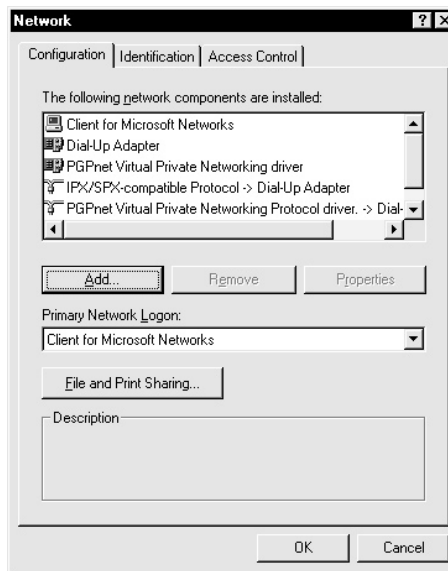 Network
Configuration Identification Access Control
The following network components are installed:
Client for Microsoft Networks
Dial-Up Adapter
PGPnet Virtual Private Networking driver
IPX/SPX-compatible Protocol -> Dial-Up Adapter
PGPnet Virtual Private Networking Protocol driver. -> Dial-
Add... Remove Properties
Primary Network Logon:
Client for Microsoft Networks
File and Print Sharing...
Description
OK Cancel